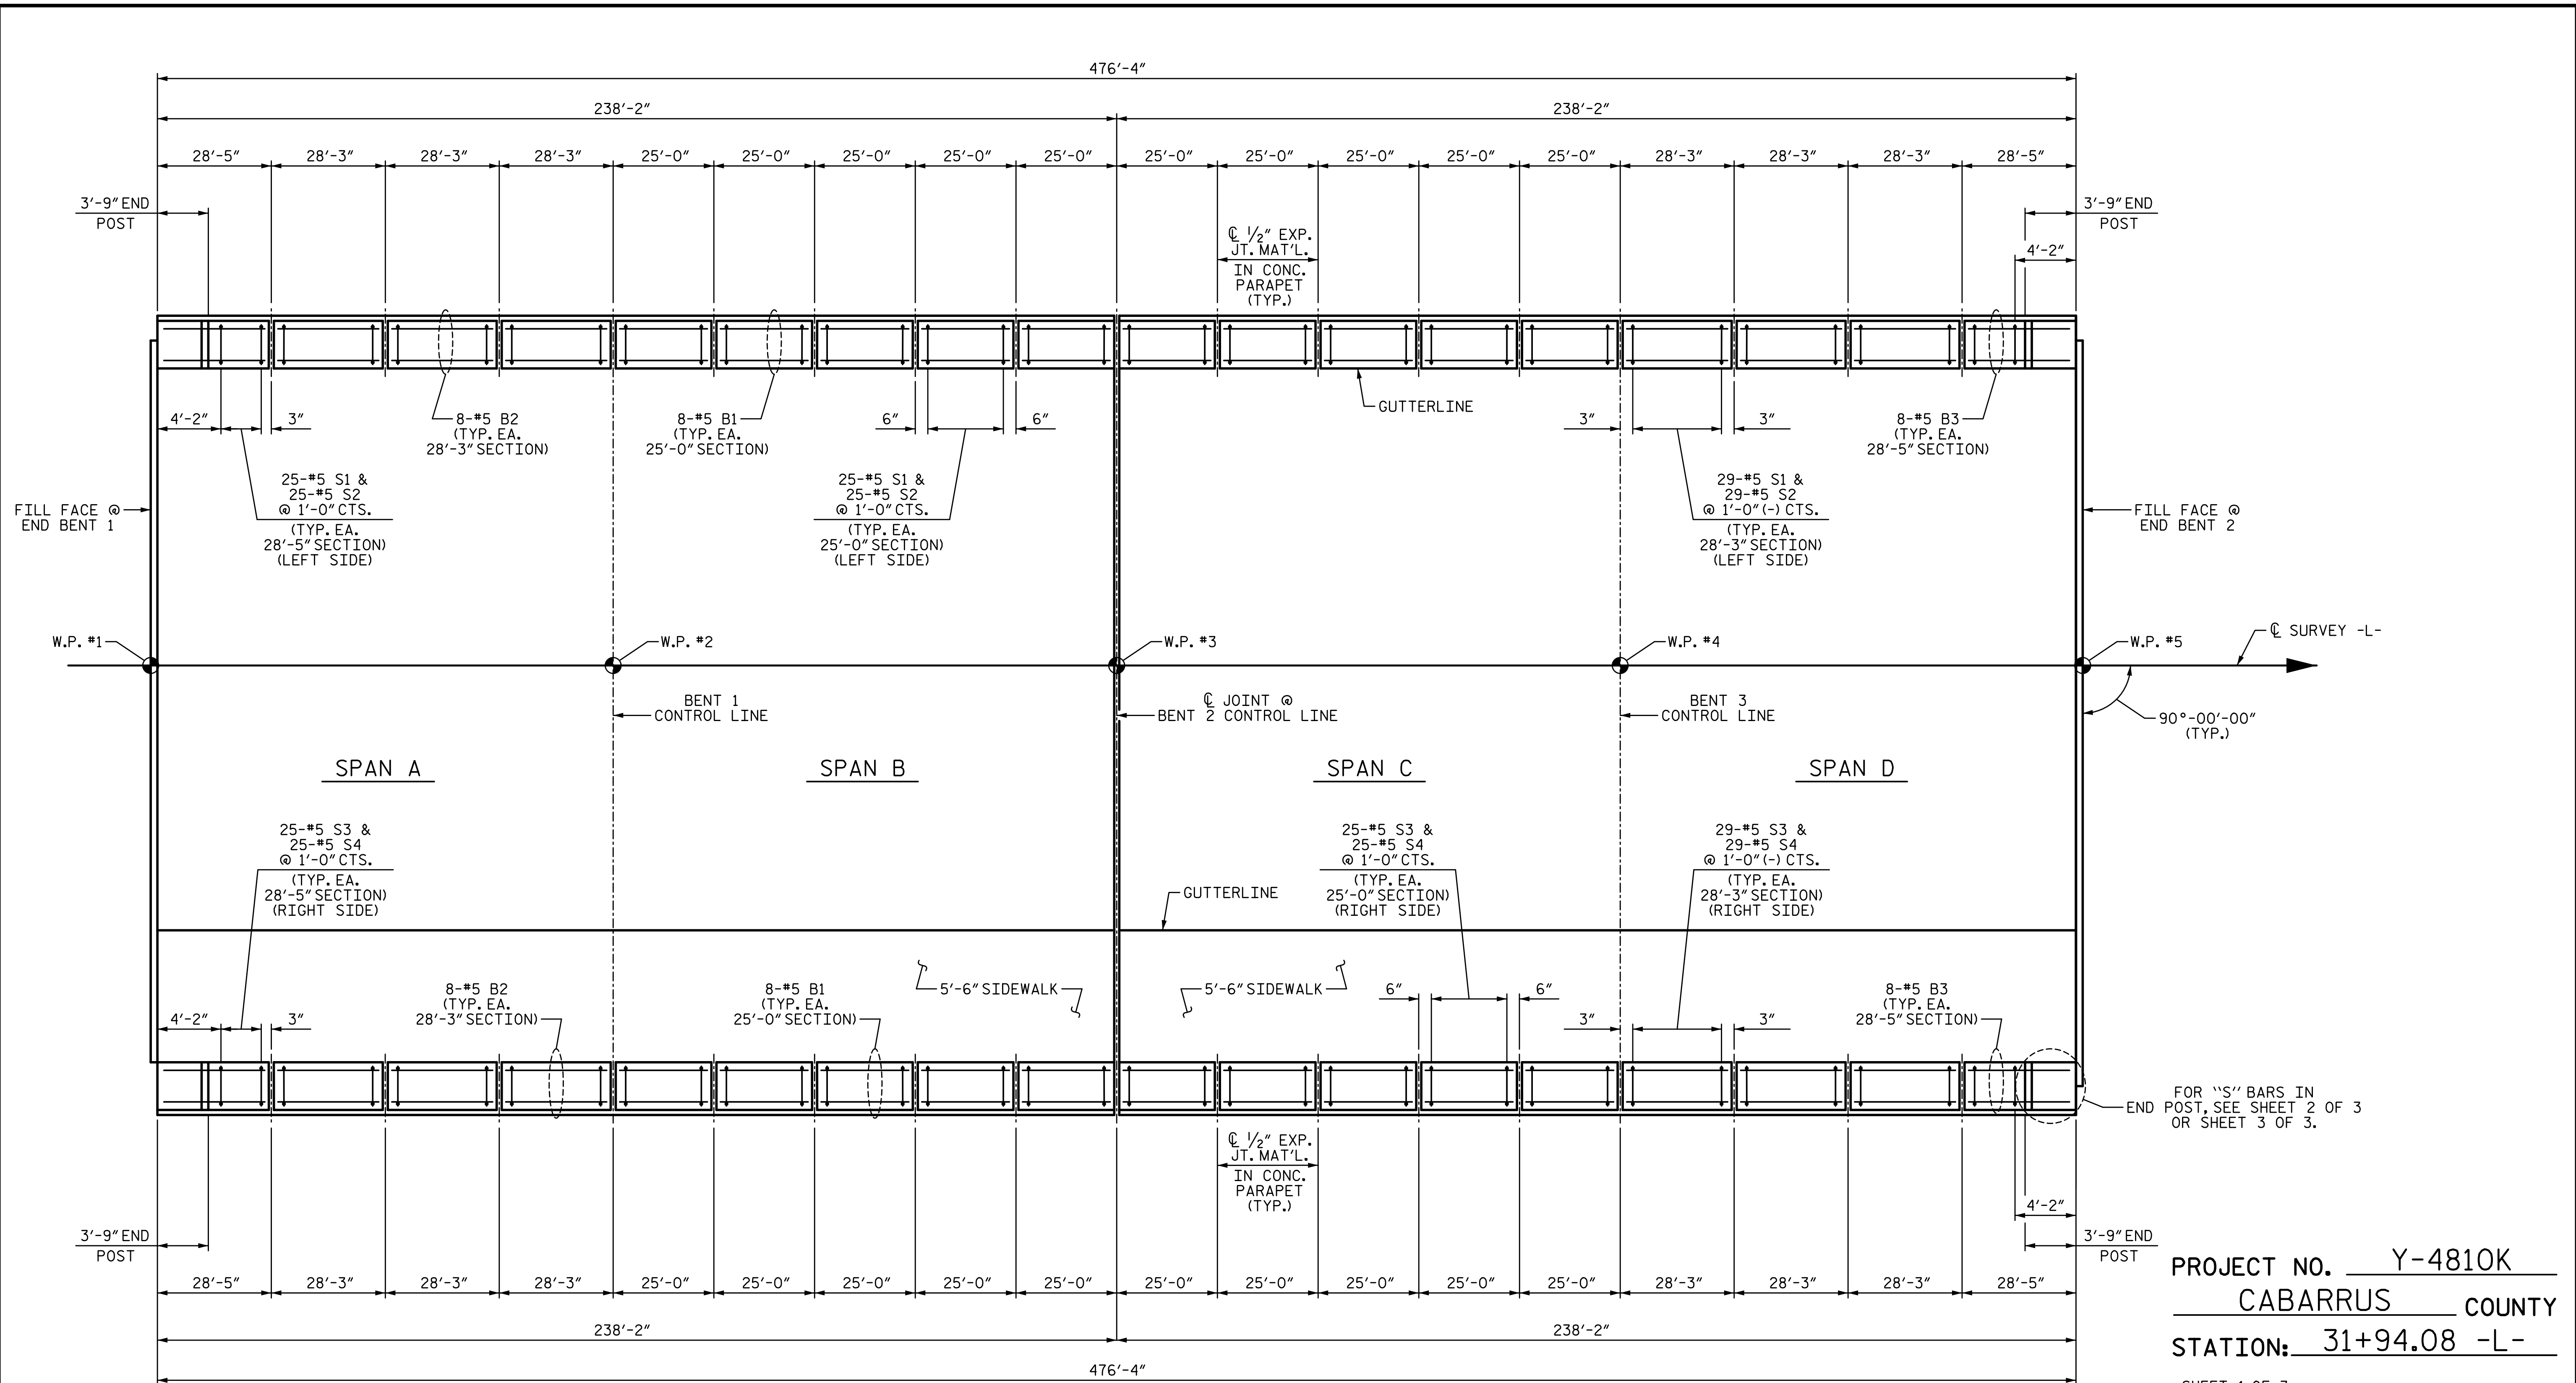 476'-4"
238'-2" 238'-2"
28'-5" 28'-3" 28'-3" 28'-3" 25'-0" 25'-0" 25'-0" 25'-0" 25'-0" 25'-0" 25'-0" 25'-0" 25'-0" 25'-0" 28'-3" 28'-3" 28'-3" 28'-5"
3'-9" END
POST
℄ 1/2" EXP.
JT. MAT'L.
IN CONC.
PARAPET
(TYP.)
3'-9" END
POST
4'-2"
4'-2"
3"
8-#5 B2
(TYP. EA.
28'-3" SECTION)
8-#5 B1
(TYP. EA.
25'-0" SECTION)
6"
6"
GUTTERLINE
3"
3"
8-#5 B3
(TYP. EA.
28'-5" SECTION)
25-#5 S1 &
25-#5 S2
@ 1'-0" CTS.
(TYP. EA.
28'-5" SECTION)
(LEFT SIDE)
25-#5 S1 &
25-#5 S2
@ 1'-0" CTS.
(TYP. EA.
25'-0" SECTION)
(LEFT SIDE)
29-#5 S1 &
29-#5 S2
@ 1'-0" (-) CTS.
(TYP. EA.
28'-3" SECTION)
(LEFT SIDE)
FILL FACE @
END BENT 1
FILL FACE @
END BENT 2
W.P. #1
W.P. #2
W.P. #3
W.P. #4
W.P. #5
℄ SURVEY -L-
BENT 1
CONTROL LINE
℄ JOINT @
BENT 2 CONTROL LINE
BENT 3
CONTROL LINE
90°-00'-00"
(TYP.)
SPAN A
SPAN B
SPAN C
SPAN D
25-#5 S3 &
25-#5 S4
@ 1'-0" CTS.
(TYP. EA.
28'-5" SECTION)
(RIGHT SIDE)
GUTTERLINE
25-#5 S3 &
25-#5 S4
@ 1'-0" CTS.
(TYP. EA.
25'-0" SECTION)
(RIGHT SIDE)
29-#5 S3 &
29-#5 S4
@ 1'-0" (-) CTS.
(TYP. EA.
28'-3" SECTION)
(RIGHT SIDE)
4'-2"
3"
8-#5 B2
(TYP. EA.
28'-3" SECTION)
8-#5 B1
(TYP. EA.
25'-0" SECTION)
5'-6" SIDEWALK
5'-6" SIDEWALK
6"
6"
3"
3"
8-#5 B3
(TYP. EA.
28'-5" SECTION)
FOR "S" BARS IN
END POST, SEE SHEET 2 OF 3
OR SHEET 3 OF 3.
℄ 1/2" EXP.
JT. MAT'L.
IN CONC.
PARAPET
(TYP.)
4'-2"
3'-9" END
POST
3'-9" END
POST
28'-5" 28'-3" 28'-3" 28'-3" 25'-0" 25'-0" 25'-0" 25'-0" 25'-0" 25'-0" 25'-0" 25'-0" 25'-0" 25'-0" 28'-3" 28'-3" 28'-3" 28'-5"
238'-2" 238'-2"
476'-4"
PROJECT NO. Y-4810K
CABARRUS COUNTY
STATION: 31+94.08 -L-